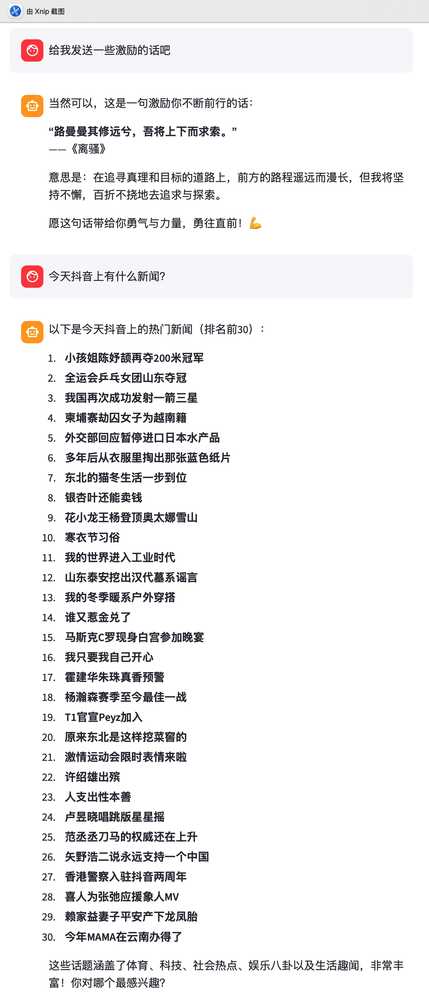 由 Xnip 截图
给我发送一些激励的话吧
当然可以，这是一句激励你不断前行的话：
“路曼曼其修远兮，吾将上下而求索。”
——《离骚》
意思是：在追寻真理和目标的道路上，前方的路程遥远而漫长，但我将坚
持不懈，百折不挠地去追求与探索。
愿这句话带给你勇气与力量，勇往直前！💪
今天抖音上有什么新闻？
以下是今天抖音上的热门新闻（排名前30）：
1. 小孩姐陈妤颉再夺200米冠军
2. 全运会乒乓女团山东夺冠
3. 我国再次成功发射一箭三星
4. 柬埔寨劫囚女子为越南籍
5. 外交部回应暂停进口日本水产品
6. 多年后从衣服里掏出那张蓝色纸片
7. 东北的猫冬生活一步到位
8. 银杏叶还能卖钱
9. 花小龙王杨登顶奥太娜雪山
10. 寒衣节习俗
11. 我的世界进入工业时代
12. 山东泰安挖出汉代墓系谣言
13. 我的冬季暖系户外穿搭
14. 谁又惹金兑了
15. 马斯克C罗现身白宫参加晚宴
16. 我只要我自己开心
17. 霍建华朱珠真香预警
18. 杨瀚森赛季至今最佳一战
19. T1官宣Peyz加入
20. 原来东北是这样挖菜窖的
21. 激情运动会限时表情来啦
22. 许绍雄出殡
23. 人支出性本善
24. 卢昱晓唱跳版星星摇
25. 范丞丞刀马的权威还在上升
26. 矢野浩二说永远支持一个中国
27. 香港警察入驻抖音两周年
28. 喜人为张弛应援象人MV
29. 赖家益妻子平安产下龙凤胎
30. 今年MAMA在云南办得了
这些话题涵盖了体育、科技、社会热点、娱乐八卦以及生活趣闻，非常丰
富！你对哪个最感兴趣？